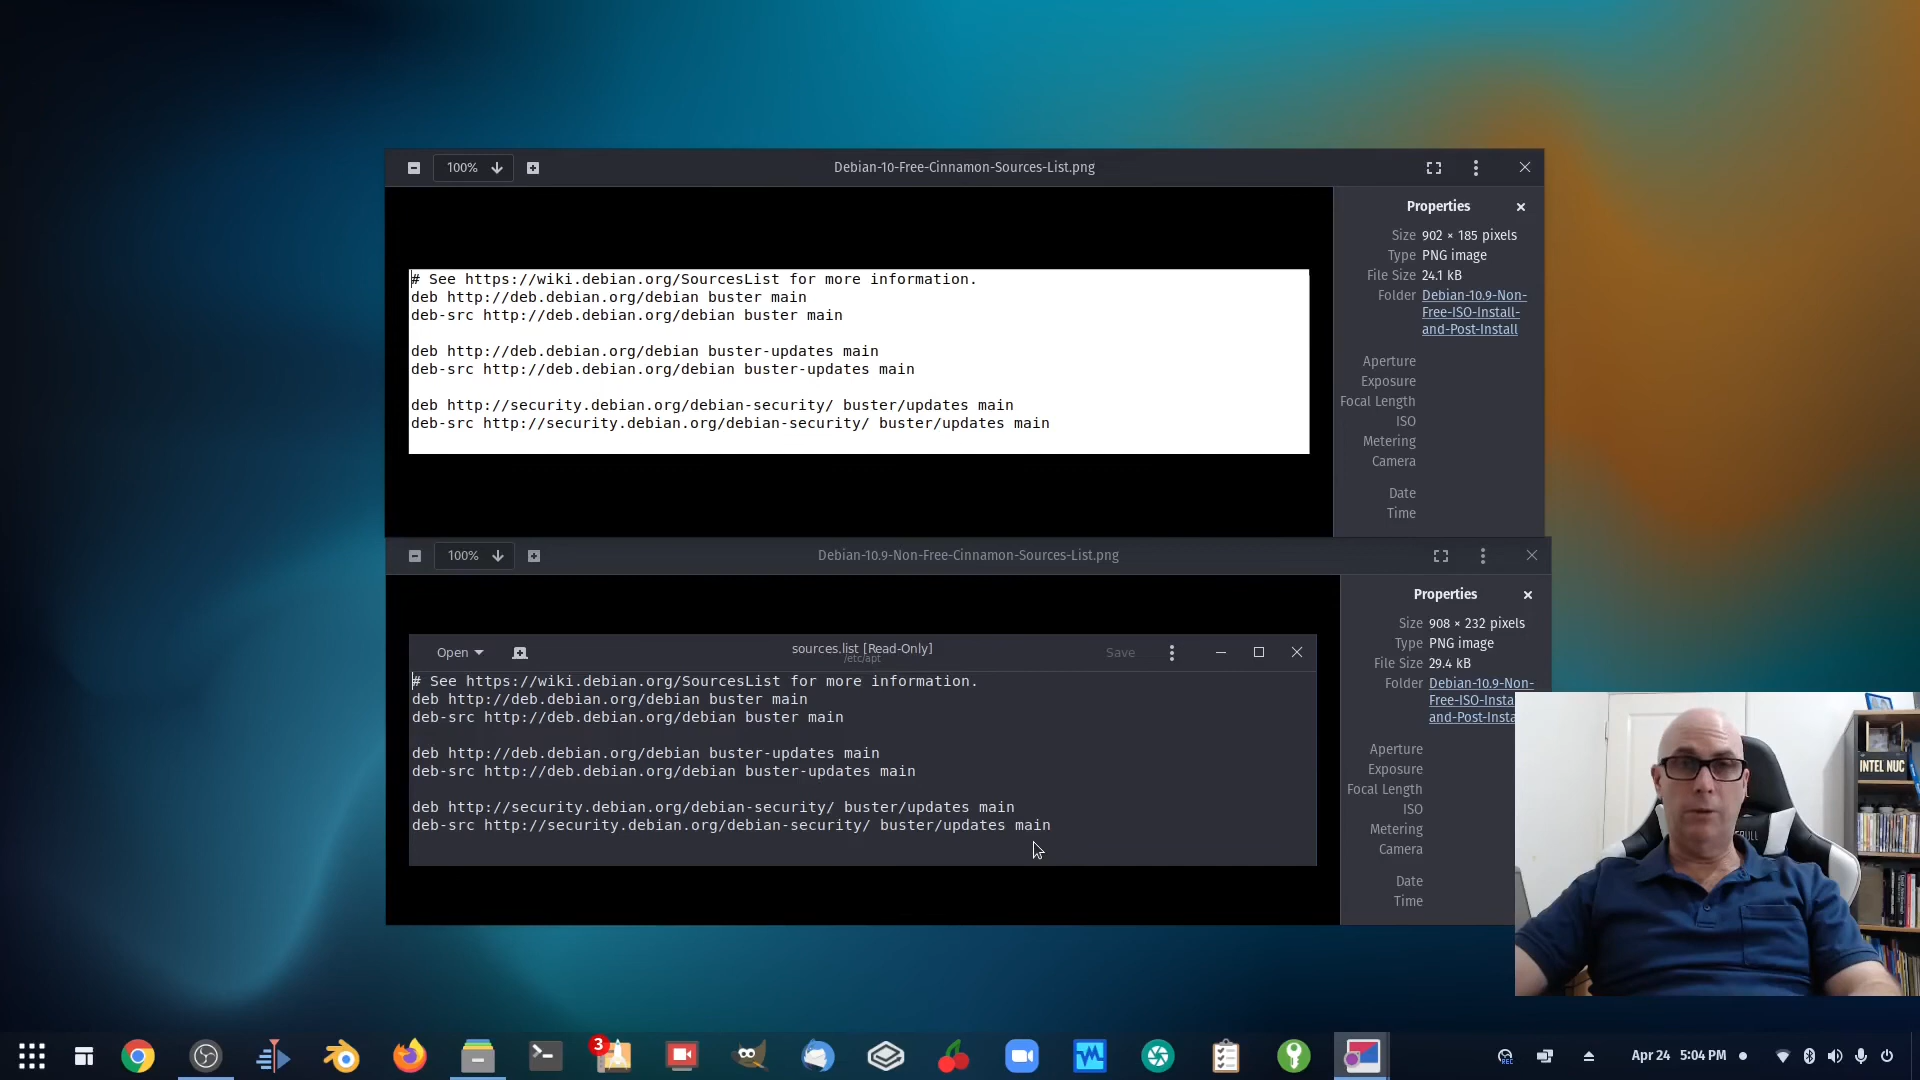 100%
Debian-10-Free-Cinnamon-Sources-List.png
# See https://wiki.debian.org/SourcesList for more information.
deb http://deb.debian.org/debian buster main
deb-src http://deb.debian.org/debian buster main
deb http://deb.debian.org/debian buster-updates main
deb-src http://deb.debian.org/debian buster-updates main
deb http://security.debian.org/debian-security/ buster/updates main
deb-src http://security.debian.org/debian-security/ buster/updates main
Properties
Size 902 × 185 pixels
Type PNG image
File Size 24.1 kB
Folder Debian-10.9-Non-
Free-ISO-Install-
and-Post-Install
Aperture
Exposure
Focal Length
ISO
Metering
Camera
Date
Time
100%
Debian-10.9-Non-Free-Cinnamon-Sources-List.png
Open
sources.list [Read-Only]
/etc/apt
Save
# See https://wiki.debian.org/SourcesList for more information.
deb http://deb.debian.org/debian buster main
deb-src http://deb.debian.org/debian buster main
deb http://deb.debian.org/debian buster-updates main
deb-src http://deb.debian.org/debian buster-updates main
deb http://security.debian.org/debian-security/ buster/updates main
deb-src http://security.debian.org/debian-security/ buster/updates main
Properties
Size 908 × 232 pixels
Type PNG image
File Size 29.4 kB
Folder Debian-10.9-Non-
Free-ISO-Insta
and-Post-Insta
Aperture
Exposure
Focal Length
ISO
Metering
Camera
Date
Time
INTEL NUC
3
REC
Apr 24 5:04 PM